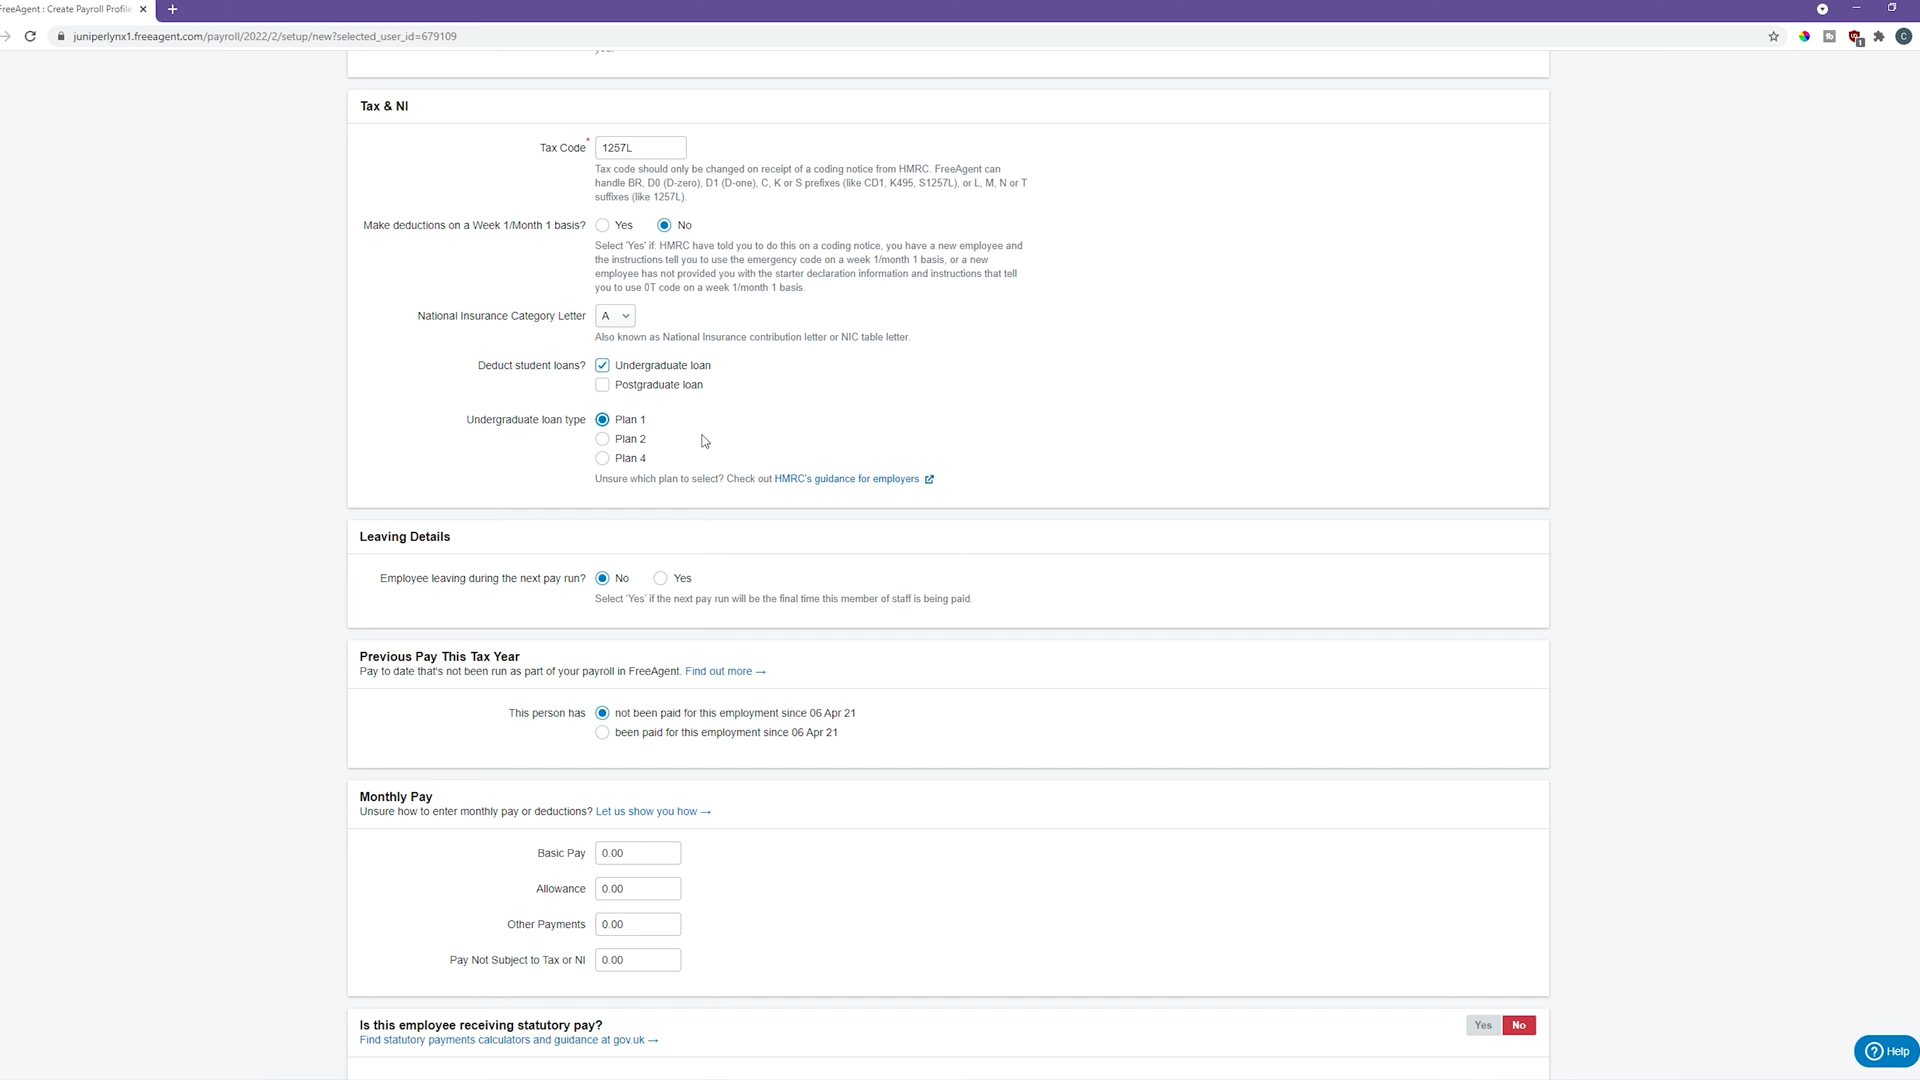 FreeAgent : Create Payroll Profile
juniperlynx1.freeagent.com/payroll/2022/2/setup/new?selected_user_id=679109
Tax & NI
Tax Code* 1257L
Tax code should only be changed on receipt of a coding notice from HMRC. FreeAgent can
handle BR, D0 (D-zero), D1 (D-one), C, K or S prefixes (like CD1, K495, S1257L), or L, M, N or T
suffixes (like 1257L).
Make deductions on a Week 1/Month 1 basis? Yes No
Select 'Yes' if: HMRC have told you to do this on a coding notice, you have a new employee and
the instructions tell you to use the emergency code on a week 1/month 1 basis, or a new
employee has not provided you with the starter declaration information and instructions that tell
you to use 0T code on a week 1/month 1 basis.
National Insurance Category Letter A
Also known as National Insurance contribution letter or NIC table letter.
Deduct student loans? Undergraduate loan
Postgraduate loan
Undergraduate loan type Plan 1
Plan 2
Plan 4
Unsure which plan to select? Check out HMRC's guidance for employers
Leaving Details
Employee leaving during the next pay run? No Yes
Select 'Yes' if the next pay run will be the final time this member of staff is being paid.
Previous Pay This Tax Year
Pay to date that's not been run as part of your payroll in FreeAgent. Find out more →
This person has not been paid for this employment since 06 Apr 21
been paid for this employment since 06 Apr 21
Monthly Pay
Unsure how to enter monthly pay or deductions? Let us show you how →
Basic Pay 0.00
Allowance 0.00
Other Payments 0.00
Pay Not Subject to Tax or NI 0.00
Is this employee receiving statutory pay? Yes No
Find statutory payments calculators and guidance at gov.uk →
Help